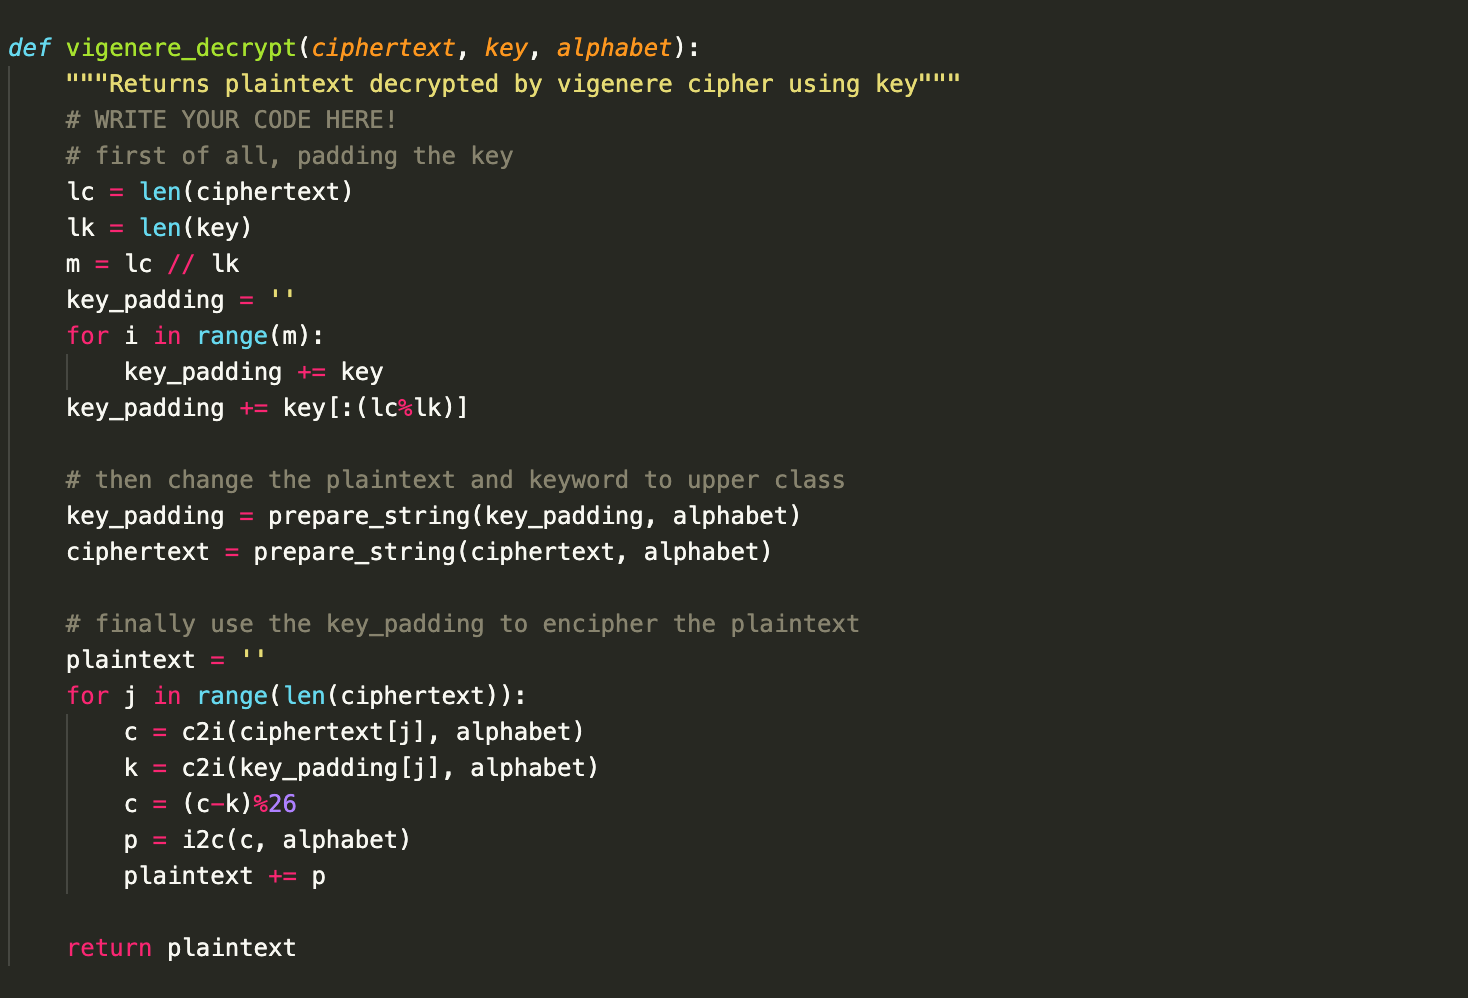 def vigenere_decrypt(ciphertext, key, alphabet):
    """Returns plaintext decrypted by vigenere cipher using key"""
    # WRITE YOUR CODE HERE!
    # first of all, padding the key
    lc = len(ciphertext)
    lk = len(key)
    m = lc // lk
    key_padding = ''
    for i in range(m):
        key_padding += key
    key_padding += key[:(lc%lk)]

    # then change the plaintext and keyword to upper class
    key_padding = prepare_string(key_padding, alphabet)
    ciphertext = prepare_string(ciphertext, alphabet)

    # finally use the key_padding to encipher the plaintext
    plaintext = ''
    for j in range(len(ciphertext)):
        c = c2i(ciphertext[j], alphabet)
        k = c2i(key_padding[j], alphabet)
        c = (c-k)%26
        p = i2c(c, alphabet)
        plaintext += p

    return plaintext